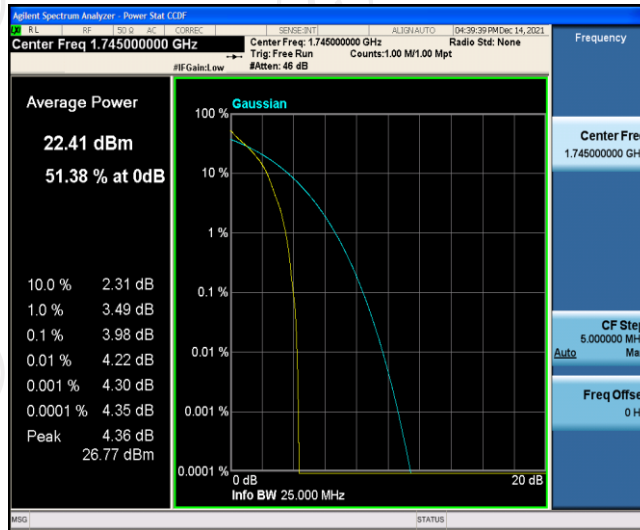 Agilent Spectrum Analyzer - Power Stat CCDF
RL RF 50 Ω AC CORREC SENSE:INT ALIGN AUTO 04:39:39 PM Dec 14, 2021
Center Freq 1.745000000 GHz
Center Freq: 1.745000000 GHz Radio Std: None
Trig: Free Run Counts:1.00 M/1.00 Mpt
#IFGain:Low #Atten: 46 dB
Frequency
Average Power
22.41 dBm
51.38 % at 0dB
10.0 % 2.31 dB
1.0 % 3.49 dB
0.1 % 3.98 dB
0.01 % 4.22 dB
0.001 % 4.30 dB
0.0001 % 4.35 dB
Peak 4.36 dB
26.77 dBm
Gaussian
100 %
10 %
1 %
0.1 %
0.01 %
0.001 %
0.0001 %
0 dB 20 dB
Info BW 25.000 MHz
Center Fre
1.745000000 GH
CF Step
5.000000 MH
Auto Ma
Freq Offse
0 H
MSG STATUS